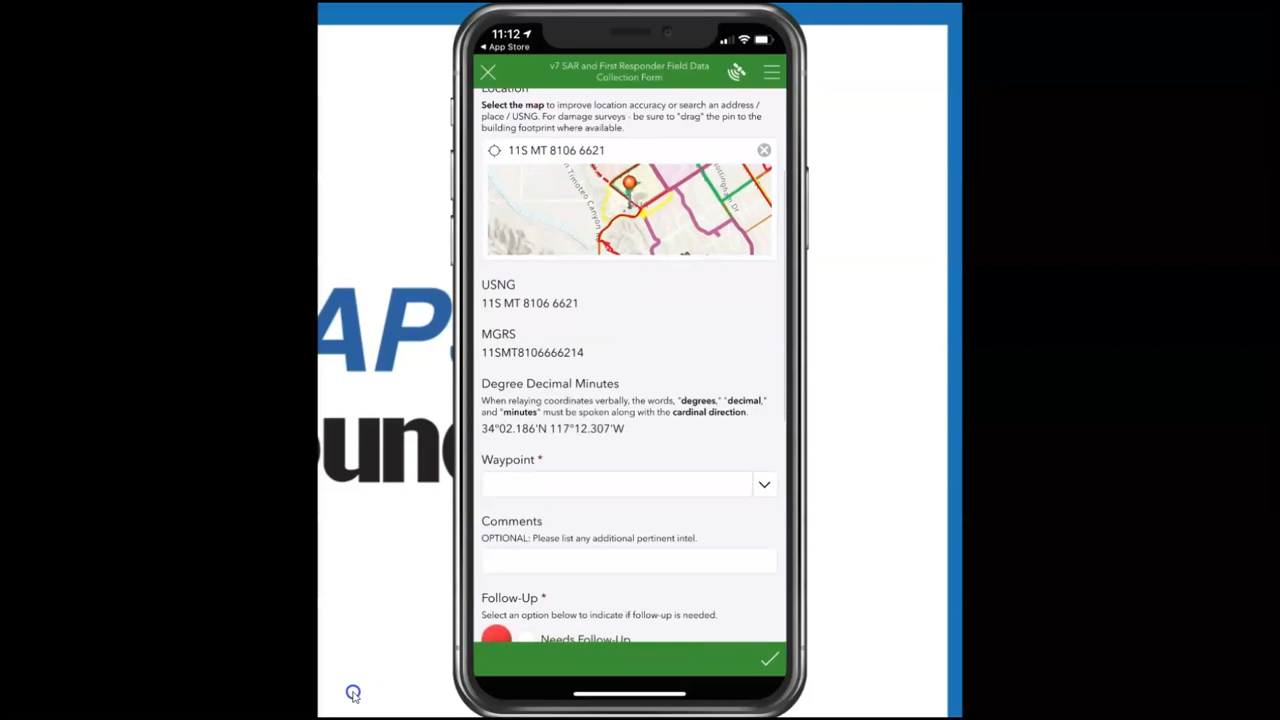 11:12
App Store
v7 SAR and First Responder Field Data
Collection Form
Location
Select the map to improve location accuracy or search an address /
place / USNG. For damage surveys - be sure to "drag" the pin to the
building footprint where available.
11S MT 8106 6621
Timoteo Canyon
USNG
11S MT 8106 6621
MGRS
11SMT8106666214
Degree Decimal Minutes
When relaying coordinates verbally, the words, "degrees," "decimal,"
and "minutes" must be spoken along with the cardinal direction.
34°02.186'N 117°12.307'W
Waypoint *
Comments
OPTIONAL: Please list any additional pertinent intel.
Follow-Up *
Select an option below to indicate if follow-up is needed.
Needs Follow-Up